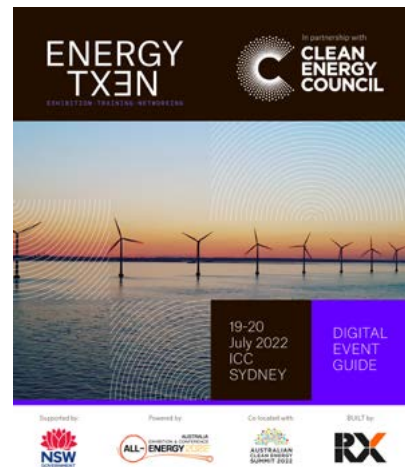 ENERGY
TXEN
EXHIBITION·TRAINING·NETWORKING
In partnership with
CLEAN
ENERGY
COUNCIL
19-20
July 2022
ICC
SYDNEY
DIGITAL
EVENT
GUIDE
Supported by:
Powered by:
Co-located with:
BUILT by:
NSW
GOVERNMENT
AUSTRALIA
EXHIBITION & CONFERENCE
ALL-ENERGY 2022
AUSTRALIAN
CLEAN ENERGY
SUMMIT 2022
RX